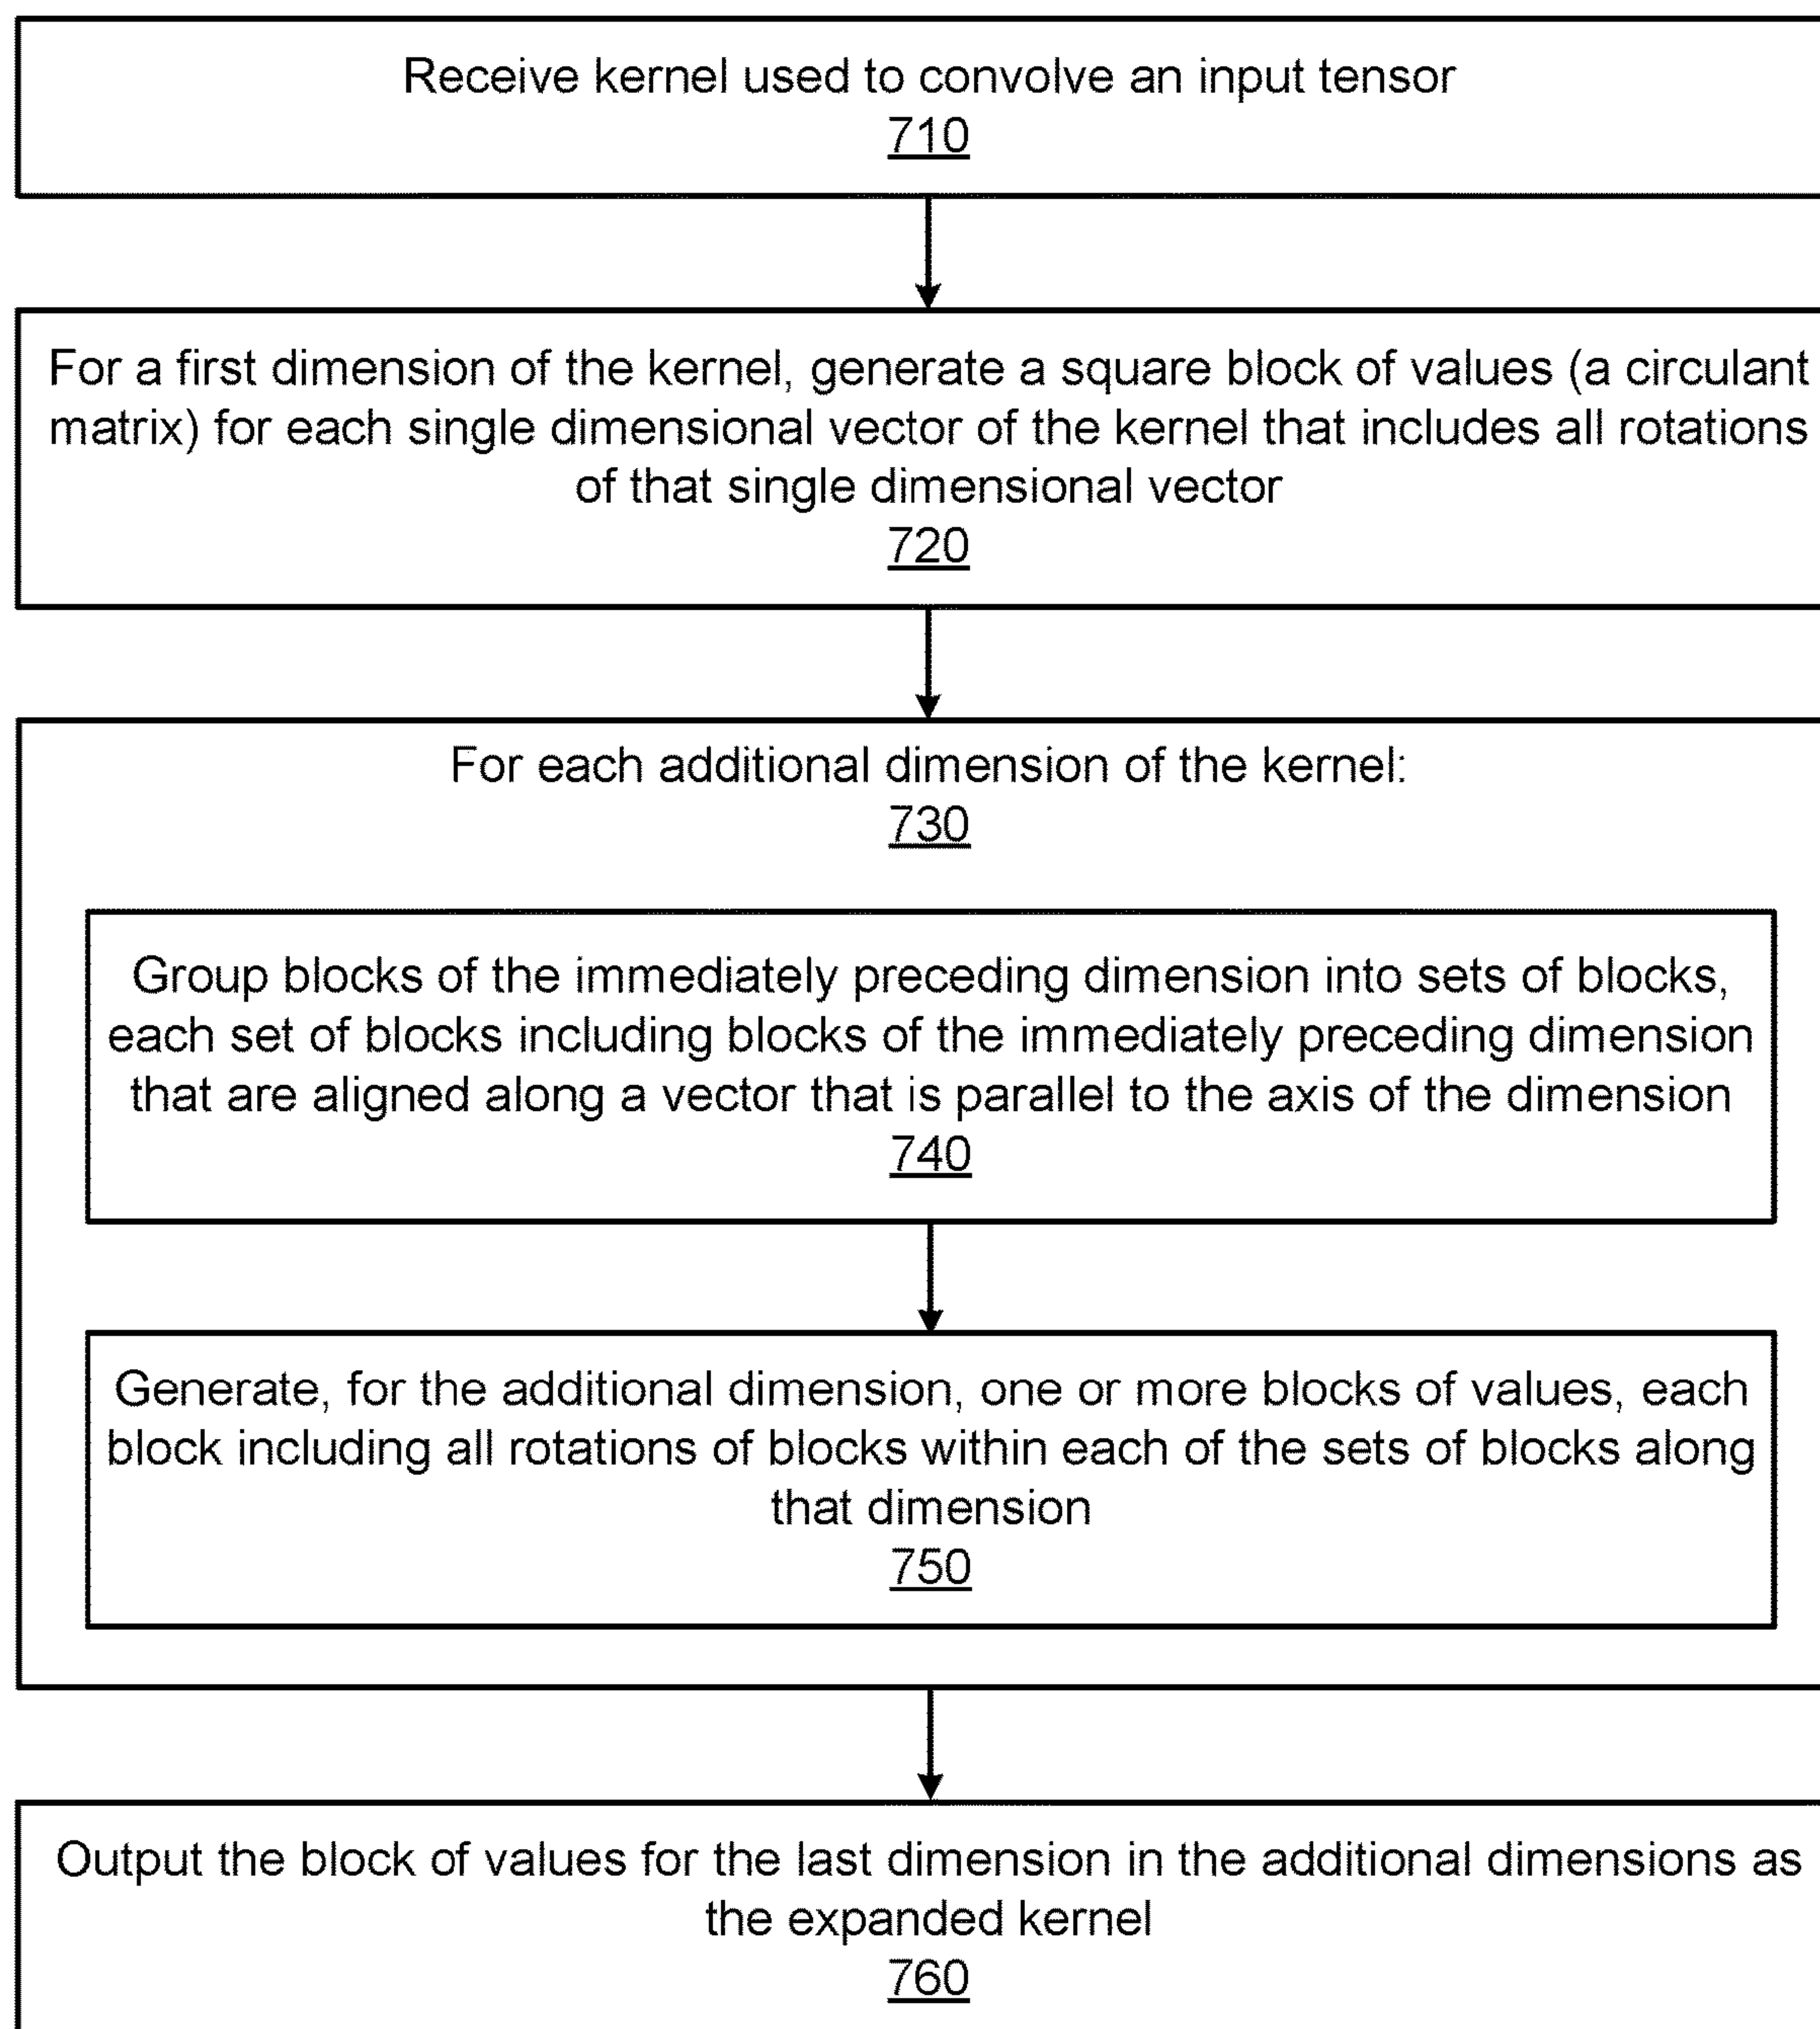 Receive kernel used to convolve an input tensor
710
For a first dimension of the kernel, generate a square block of values (a circulant
matrix) for each single dimensional vector of the kernel that includes all rotations
of that single dimensional vector
720
For each additional dimension of the kernel:
730
Group blocks of the immediately preceding dimension into sets of blocks,
each set of blocks including blocks of the immediately preceding dimension
that are aligned along a vector that is parallel to the axis of the dimension
740
Generate, for the additional dimension, one or more blocks of values, each
block including all rotations of blocks within each of the sets of blocks along
that dimension
750
Output the block of values for the last dimension in the additional dimensions as
the expanded kernel
760